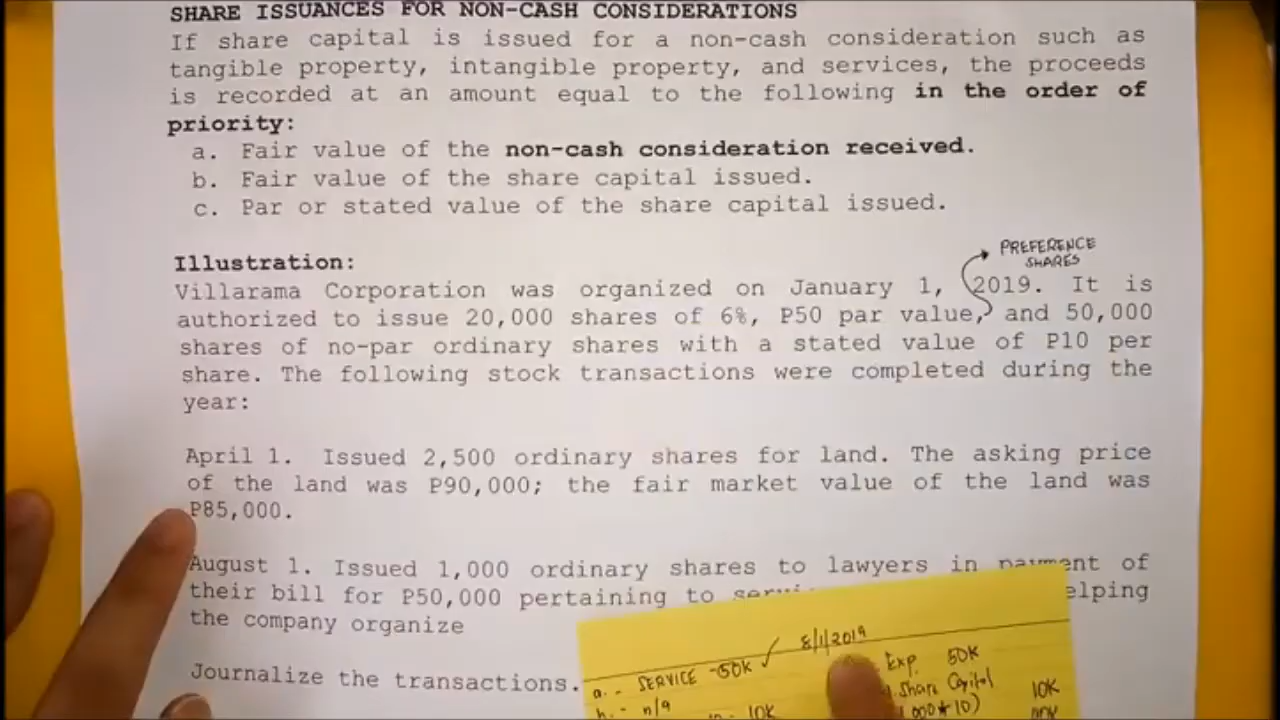 SHARE ISSUANCES FOR NON-CASH CONSIDERATIONS
If share capital is issued for a non-cash consideration such as
tangible property, intangible property, and services, the proceeds
is recorded at an amount equal to the following in the order of
priority:
a. Fair value of the non-cash consideration received.
b. Fair value of the share capital issued.
c. Par or stated value of the share capital issued.
PREFERENCE
SHARES
Illustration:
Villarama Corporation was organized on January 1, 2019. It is
authorized to issue 20,000 shares of 6%, P50 par value, and 50,000
shares of no-par ordinary shares with a stated value of P10 per
share. The following stock transactions were completed during the
year:
April 1. Issued 2,500 ordinary shares for land. The asking price
of the land was P90,000; the fair market value of the land was
P85,000.
August 1. Issued 1,000 ordinary shares to lawyers in payment of
their bill for P50,000 pertaining to elping
the company organize
Journalize the transactions.
8/1/2019
a. - SERVICE -50K ✓ Exp. 50K
b. - n/a Share Capital 10K
10K 000*10)